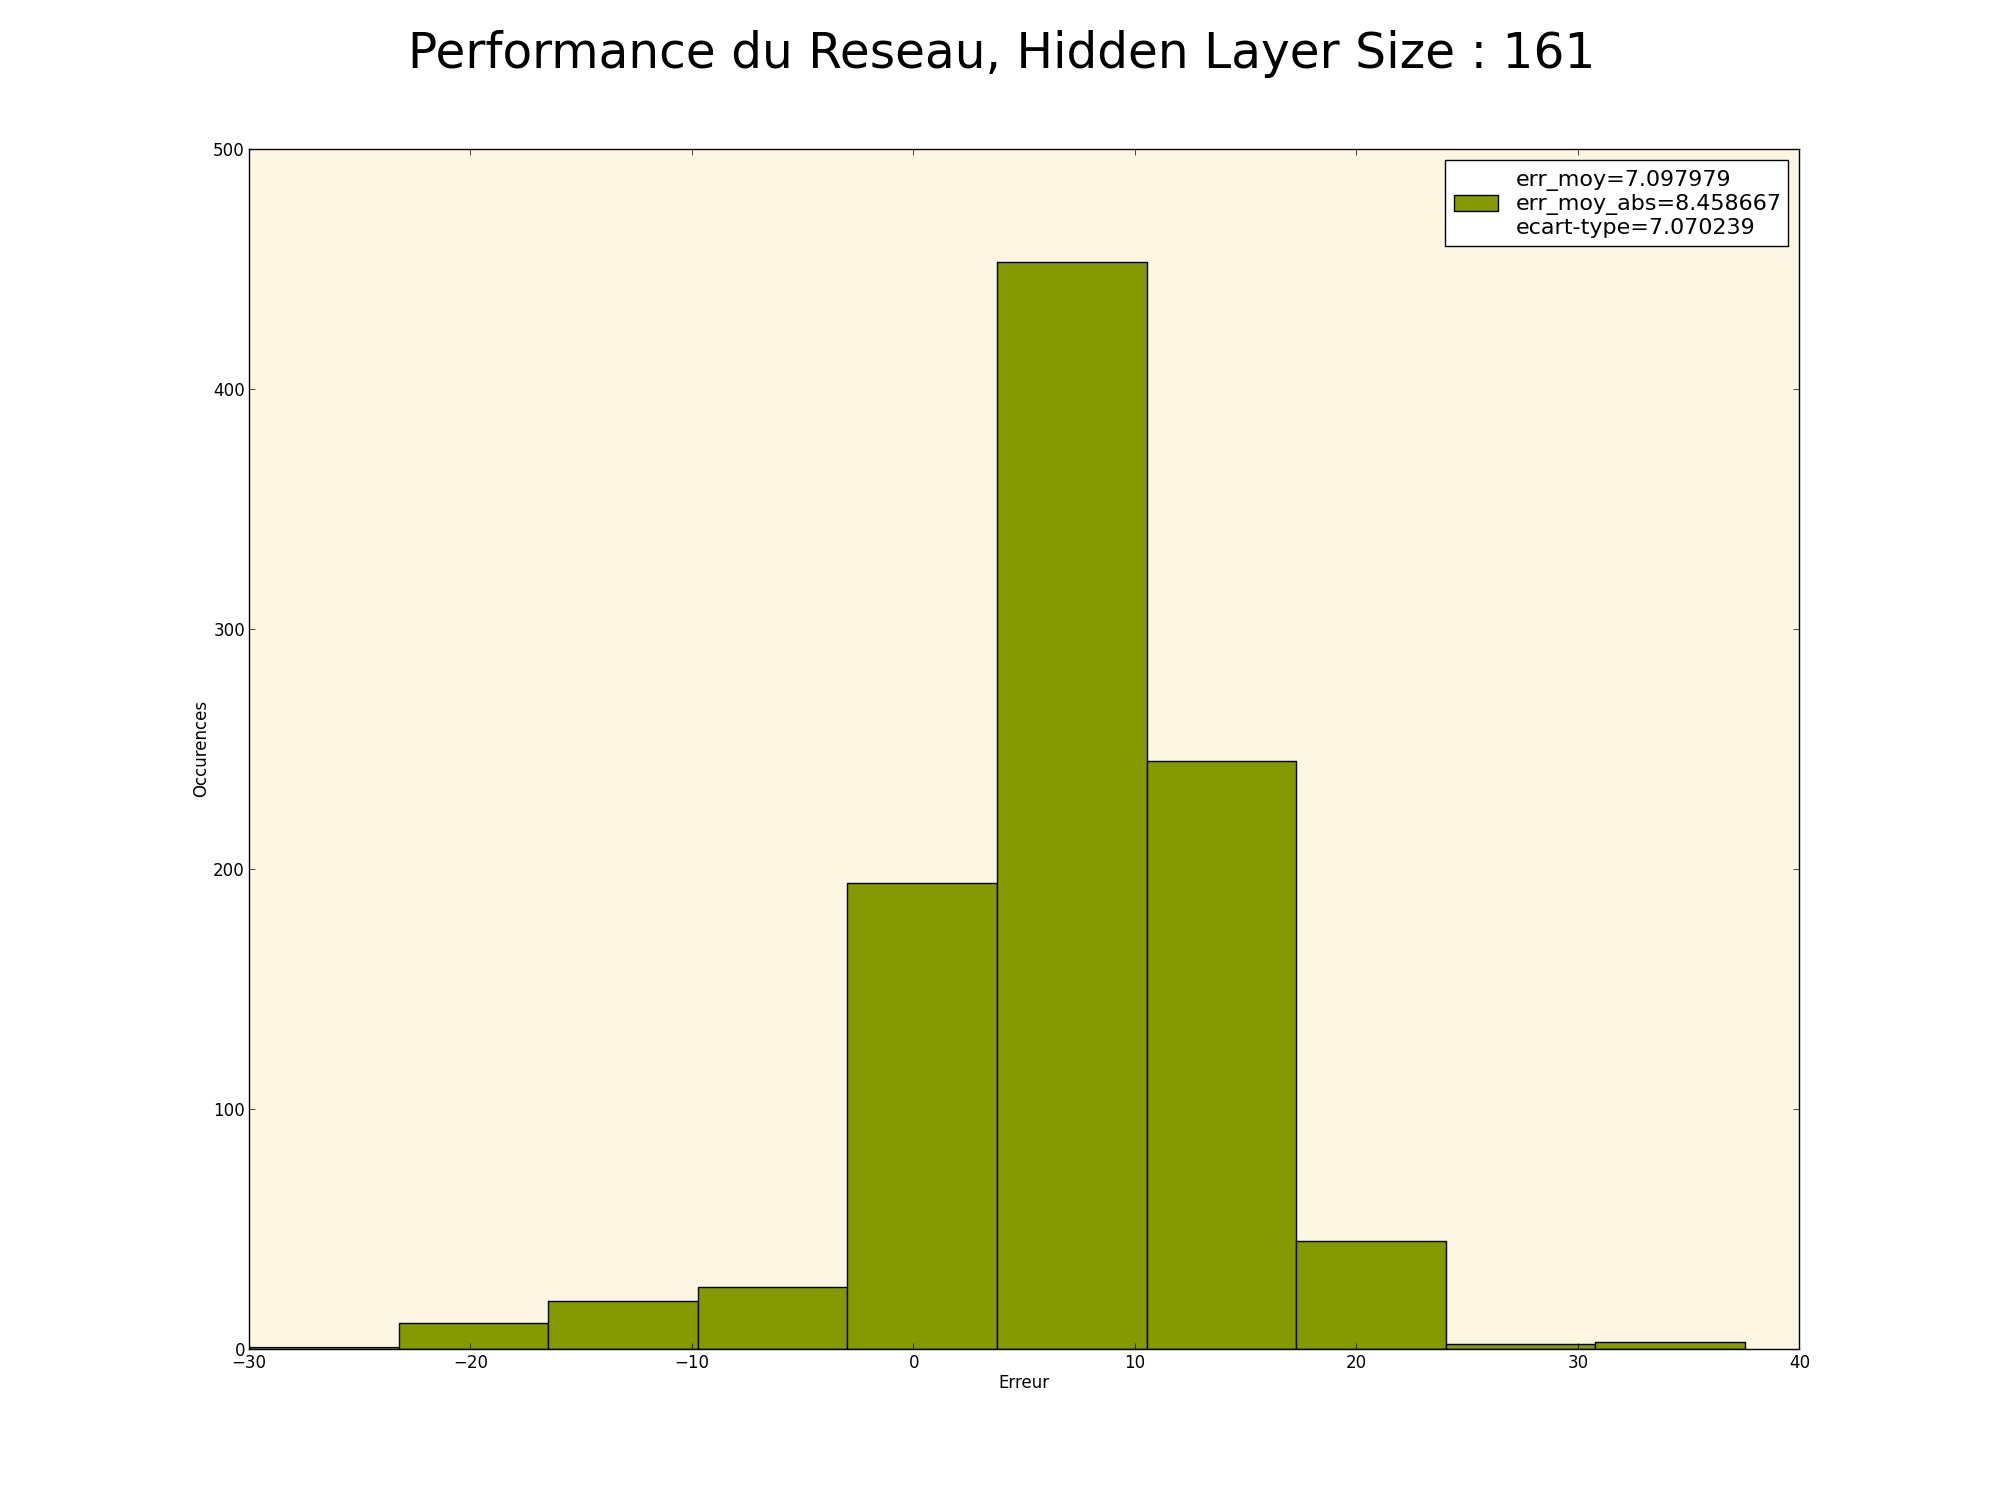 Performance du Reseau, Hidden Layer Size : 161
500
err_moy=7.097979
err_moy_abs=8.458667
ecart-type=7.070239
400
300
Occurences
200
100
0
−30 −20 −10 0 10 20 30 40
Erreur